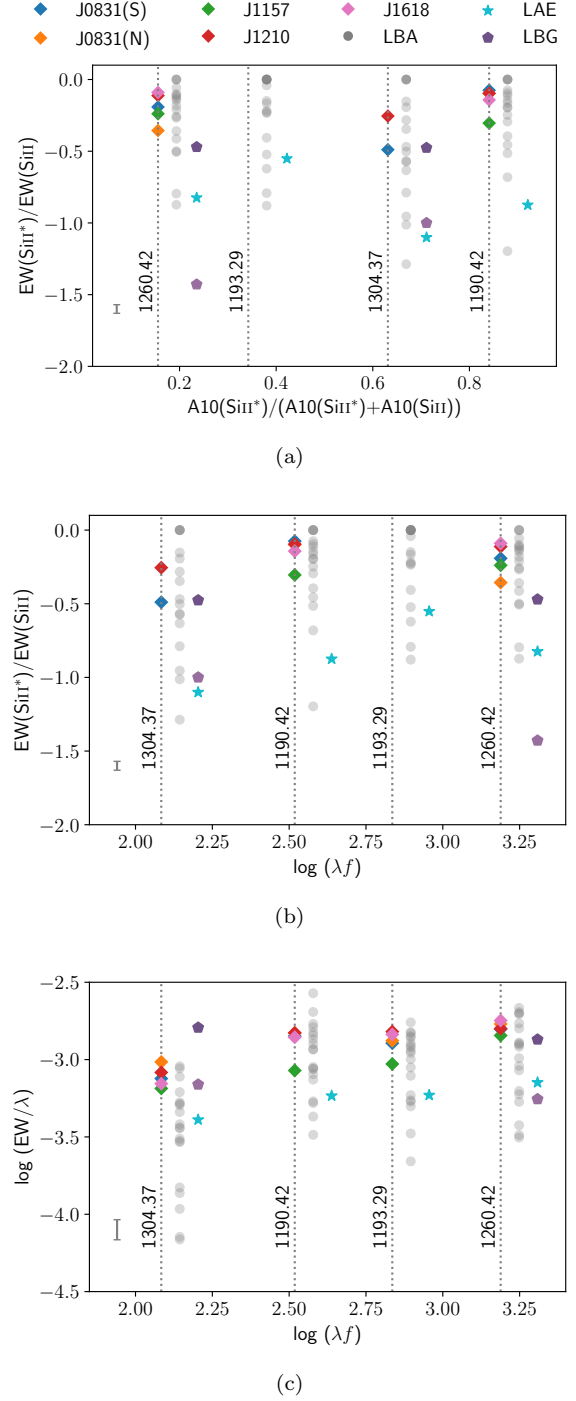 J0831(S) J1157 J1618 LAE
J0831(N) J1210 LBA LBG
0.0
−0.5
−1.0
−1.5
−2.0
EW(SiII*)/EW(SiII)
1260.42
1193.29
1304.37
1190.42
0.2 0.4 0.6 0.8
A10(SiII*)/(A10(SiII*)+A10(SiII))
(a)
0.0
−0.5
−1.0
−1.5
−2.0
EW(SiII*)/EW(SiII)
1304.37
1190.42
1193.29
1260.42
2.00 2.25 2.50 2.75 3.00 3.25
log (λf)
(b)
−2.5
−3.0
−3.5
−4.0
−4.5
log (EW/λ)
1304.37
1190.42
1193.29
1260.42
2.00 2.25 2.50 2.75 3.00 3.25
log (λf)
(c)